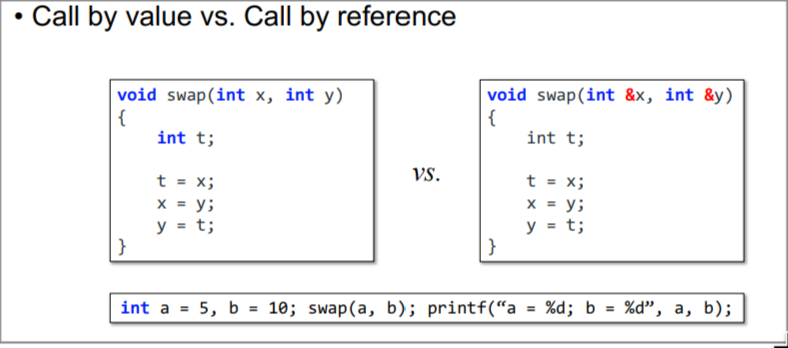 • Call by value vs. Call by reference
void swap(int x, int y)
{
int t;
t = x;
x = y;
y = t;
}
vs.
void swap(int &x, int &y)
{
int t;
t = x;
x = y;
y = t;
}
int a = 5, b = 10; swap(a, b); printf(“a = %d; b = %d”, a, b);